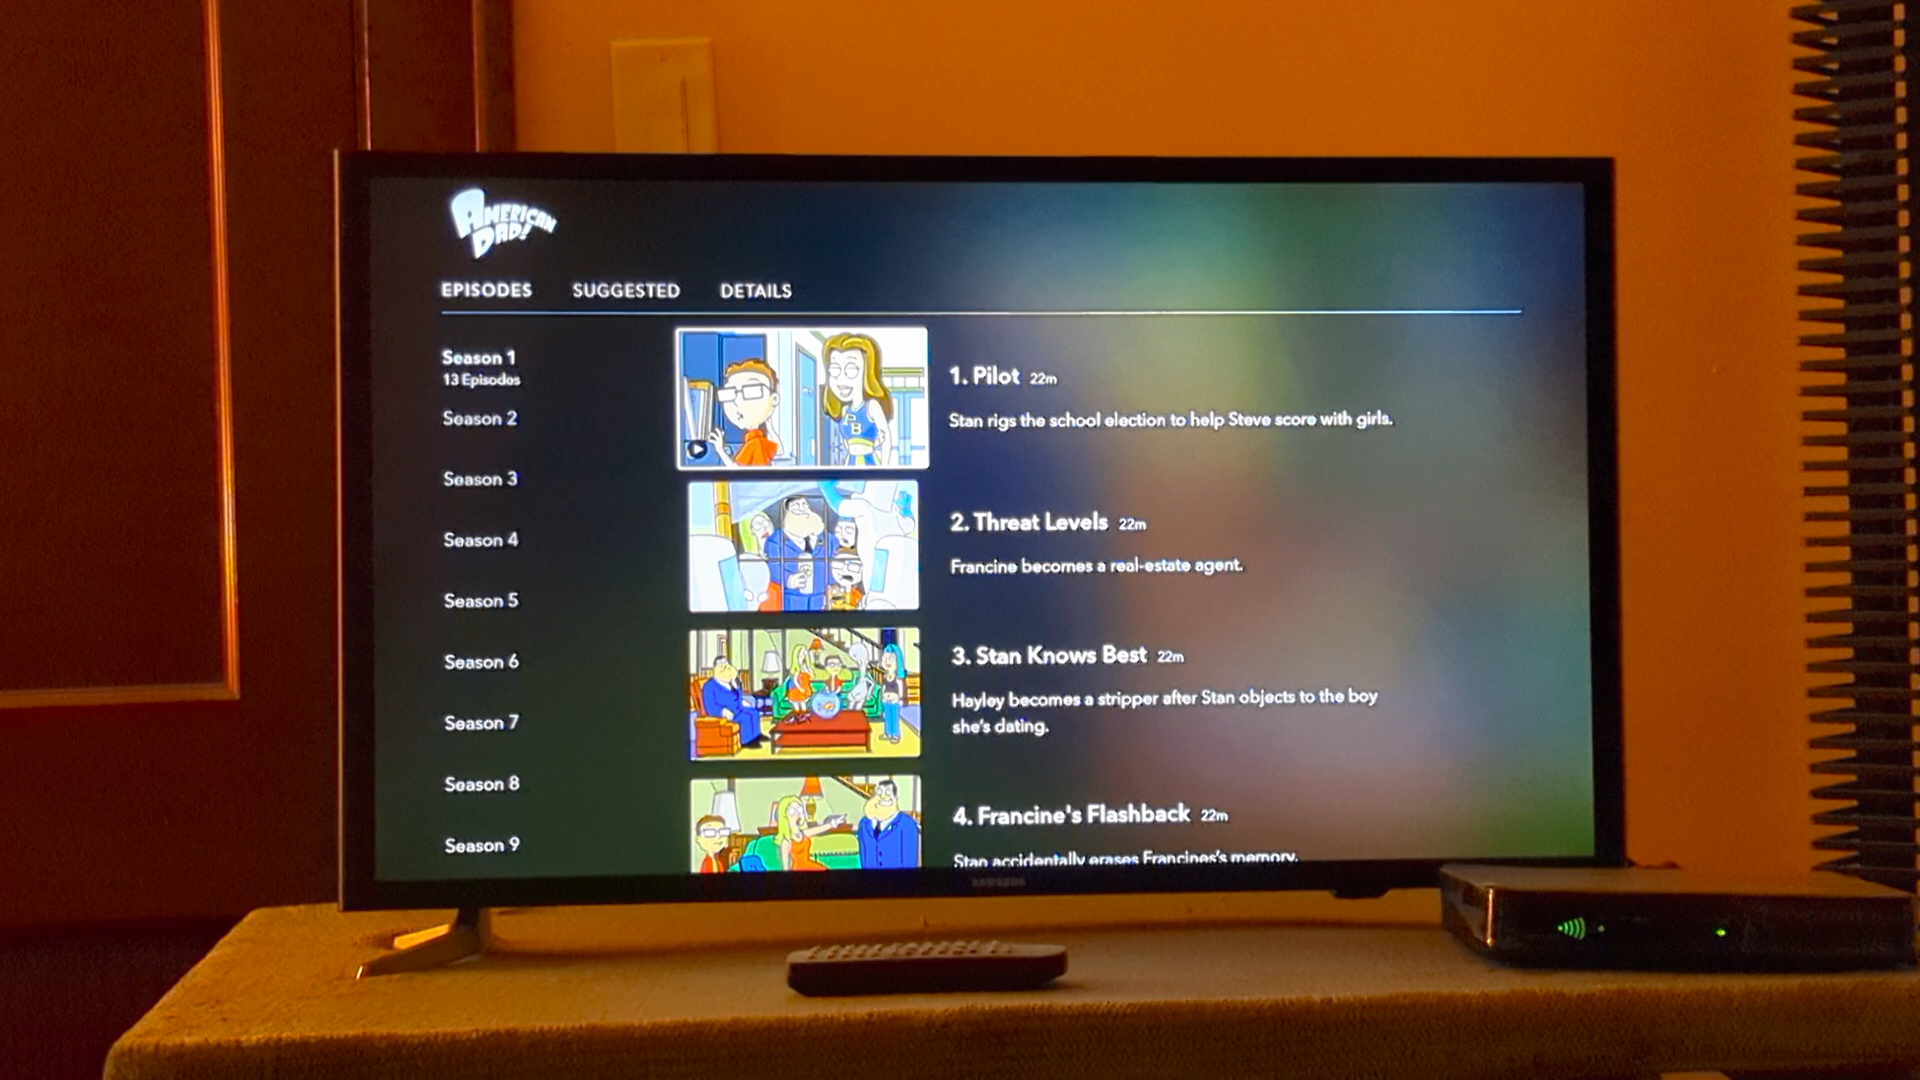 AMERICAN
DAD!
EPISODES SUGGESTED DETAILS
Season 1
13 Episodes
Season 2
Season 3
Season 4
Season 5
Season 6
Season 7
Season 8
Season 9
PB
1. Pilot 22m
Stan rigs the school election to help Steve score with girls.
2. Threat Levels 22m
Francine becomes a real-estate agent.
3. Stan Knows Best 22m
Hayley becomes a stripper after Stan objects to the boy
she's dating.
4. Francine's Flashback 22m
Stan accidentally erases Francines's memory.
SAMSUNG